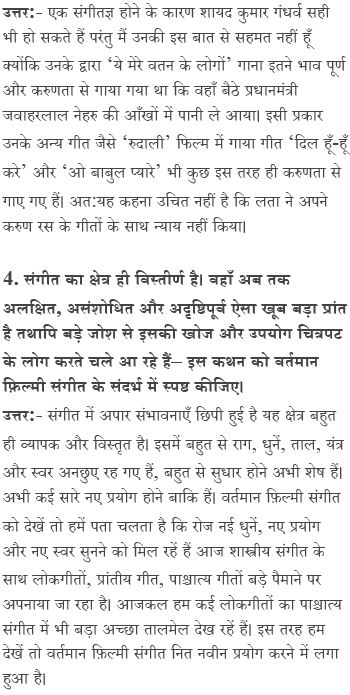 उत्तर:- एक संगीतज्ञ होने के कारण शायद कुमार गंधर्व सही
भी हो सकते हैं परंतु मैं उनकी इस बात से सहमत नहीं हूँ
क्योंकि उनके द्वारा ‘ये मेरे वतन के लोगों’ गाना इतने भाव पूर्ण
और करुणता से गाया गया था कि वहाँ बैठे प्रधानमंत्री
जवाहरलाल नेहरु की आँखों में पानी ले आया। इसी प्रकार
उनके अन्य गीत जैसे ‘रुदाली’ फिल्म में गाया गीत ‘दिल हूँ-हूँ
करे’ और ‘ओ बाबुल प्यारे’ भी कुछ इस तरह ही करुणता से
गाए गए हैं। अत:यह कहना उचित नहीं है कि लता ने अपने
करुण रस के गीतों के साथ न्याय नहीं किया।
4. संगीत का क्षेत्र ही विस्तीर्ण है। वहाँ अब तक
अलक्षित, असंशोधित और अदृष्टिपूर्व ऐसा खूब बड़ा प्रांत
है तथापि बड़े जोश से इसकी खोज और उपयोग चित्रपट
के लोग करते चले आ रहे हैं– इस कथन को वर्तमान
फ़िल्मी संगीत के संदर्भ में स्पष्ट कीजिए।
उत्तर:- संगीत में अपार संभावनाएँ छिपी हुई है यह क्षेत्र बहुत
ही व्यापक और विस्तृत है। इसमें बहुत से राग, धुनें, ताल, यंत्र
और स्वर अनछुए रह गए हैं, बहुत से सुधार होने अभी शेष हैं।
अभी कई सारे नए प्रयोग होने बाकि हैं। वर्तमान फ़िल्मी संगीत
को देखें तो हमें पता चलता है कि रोज नई धुनें, नए प्रयोग
और नए स्वर सुनने को मिल रहें हैं आज शास्त्रीय संगीत के
साथ लोकगीतों, प्रांतीय गीत, पाश्चात्य गीतों बड़े पैमाने पर
अपनाया जा रहा है। आजकल हम कई लोकगीतों का पाश्चात्य
संगीत में भी बड़ा अच्छा तालमेल देख रहें हैं। इस तरह हम
देखें तो वर्तमान फ़िल्मी संगीत नित नवीन प्रयोग करने में लगा
हुआ है।